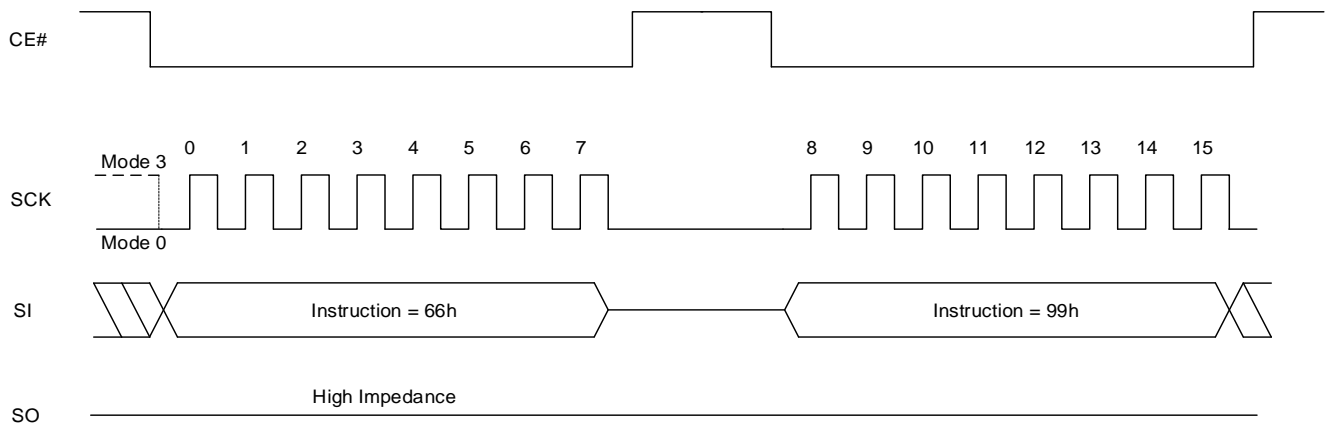 CE#
0 1 2 3 4 5 6 7 8 9 10 11 12 13 14 15
Mode 3
SCK
Mode 0
SI Instruction = 66h Instruction = 99h
High Impedance
SO